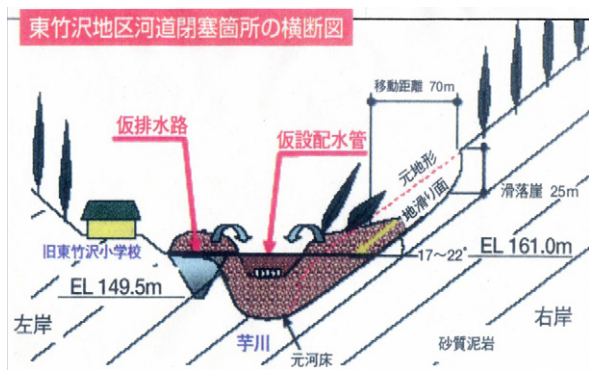 東竹沢地区河道閉塞箇所の横断図
移動距離 70m
仮排水路
仮設配水管
元地形
地滑り面
滑落崖 25m
旧東竹沢小学校
17～22°
EL 161.0m
EL 149.5m
左岸
右岸
芋川
元河床
砂質泥岩